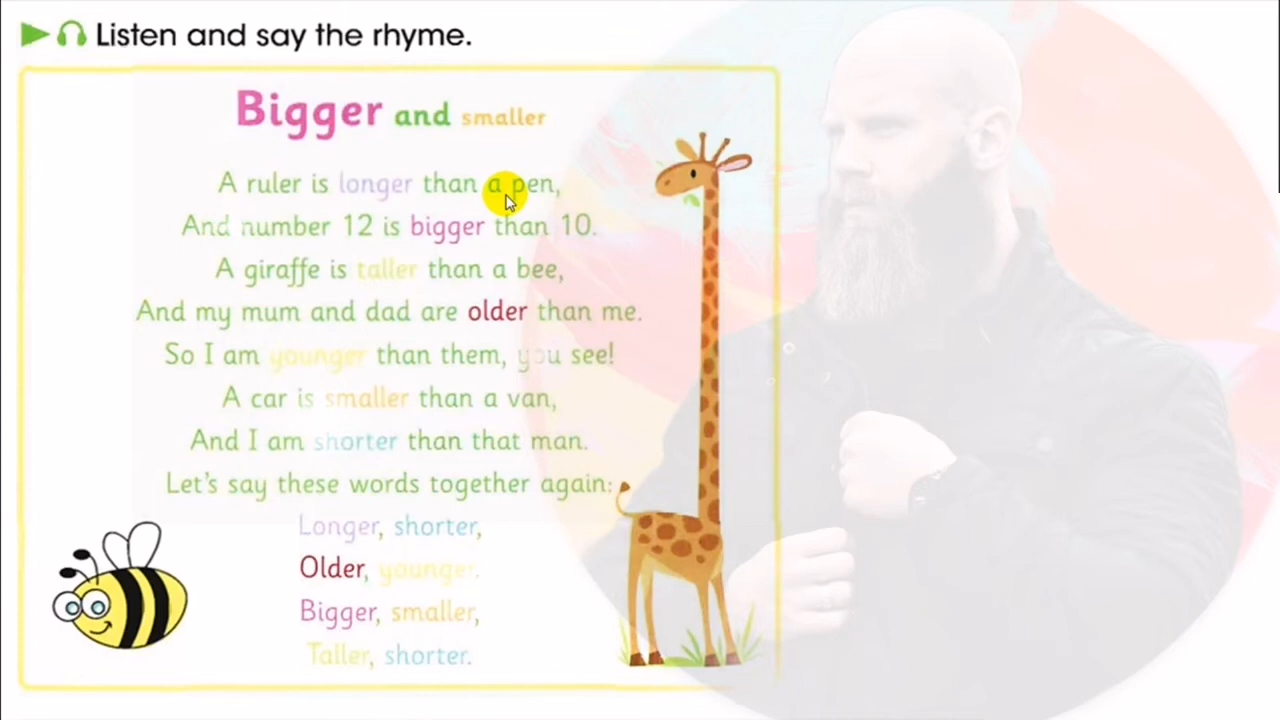 Listen and say the rhyme.
Bigger and smaller
A ruler is longer than a pen,
And number 12 is bigger than 10.
A giraffe is taller than a bee,
And my mum and dad are older than me.
So I am younger than them, you see!
A car is smaller than a van,
And I am shorter than that man.
Let's say these words together again:
Longer, shorter,
Older, younger.
Bigger, smaller,
Taller, shorter.